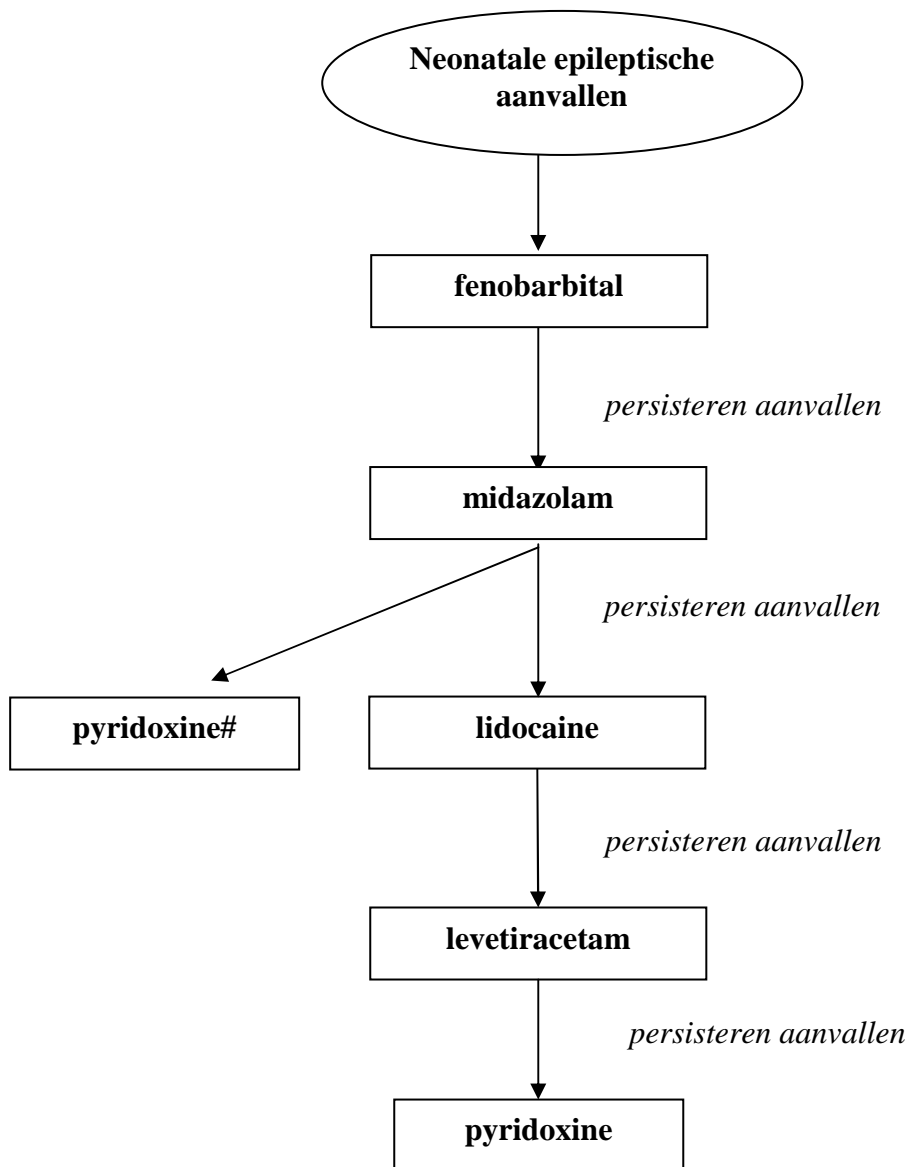 Neonatale epileptische
aanvallen
fenobarbital
persisteren aanvallen
midazolam
persisteren aanvallen
pyridoxine#
lidocaine
persisteren aanvallen
levetiracetam
persisteren aanvallen
pyridoxine